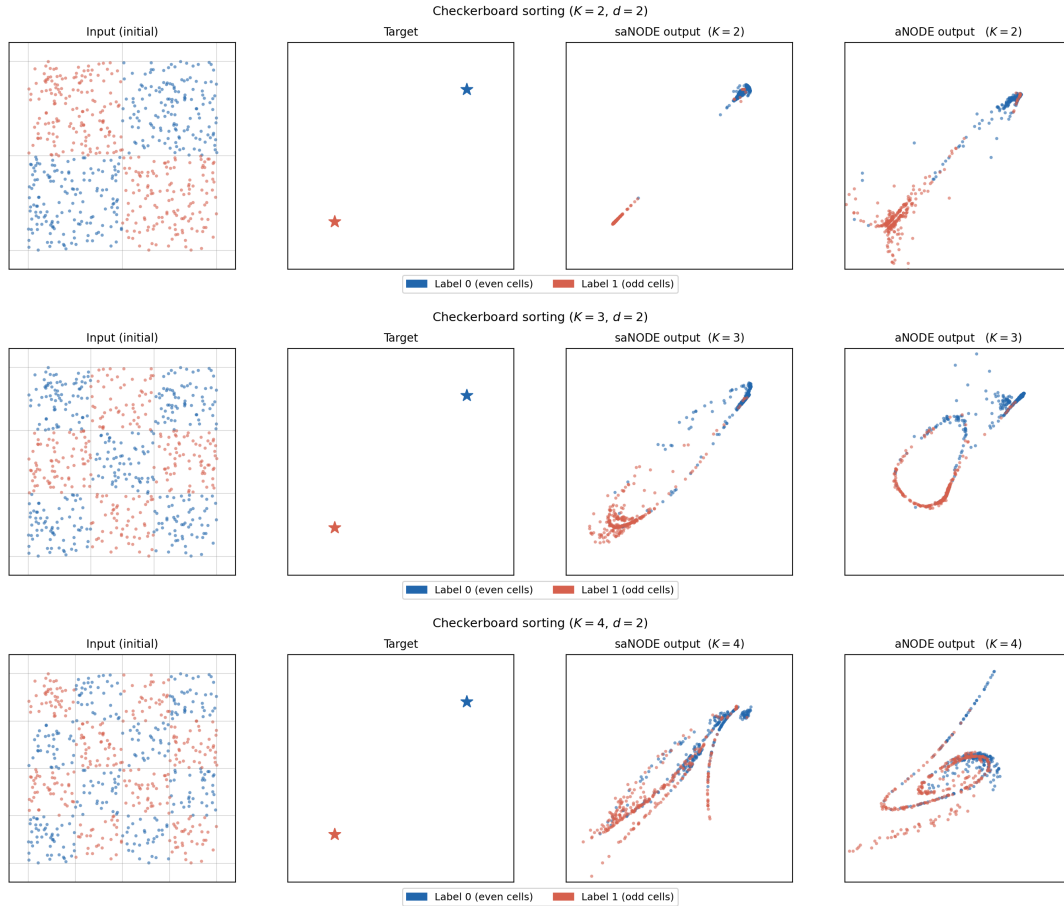 Checkerboard sorting (K = 2, d = 2)
Input (initial)
Target
saNODE output (K = 2)
aNODE output (K = 2)
Label 0 (even cells)
Label 1 (odd cells)
Checkerboard sorting (K = 3, d = 2)
Input (initial)
Target
saNODE output (K = 3)
aNODE output (K = 3)
Label 0 (even cells)
Label 1 (odd cells)
Checkerboard sorting (K = 4, d = 2)
Input (initial)
Target
saNODE output (K = 4)
aNODE output (K = 4)
Label 0 (even cells)
Label 1 (odd cells)